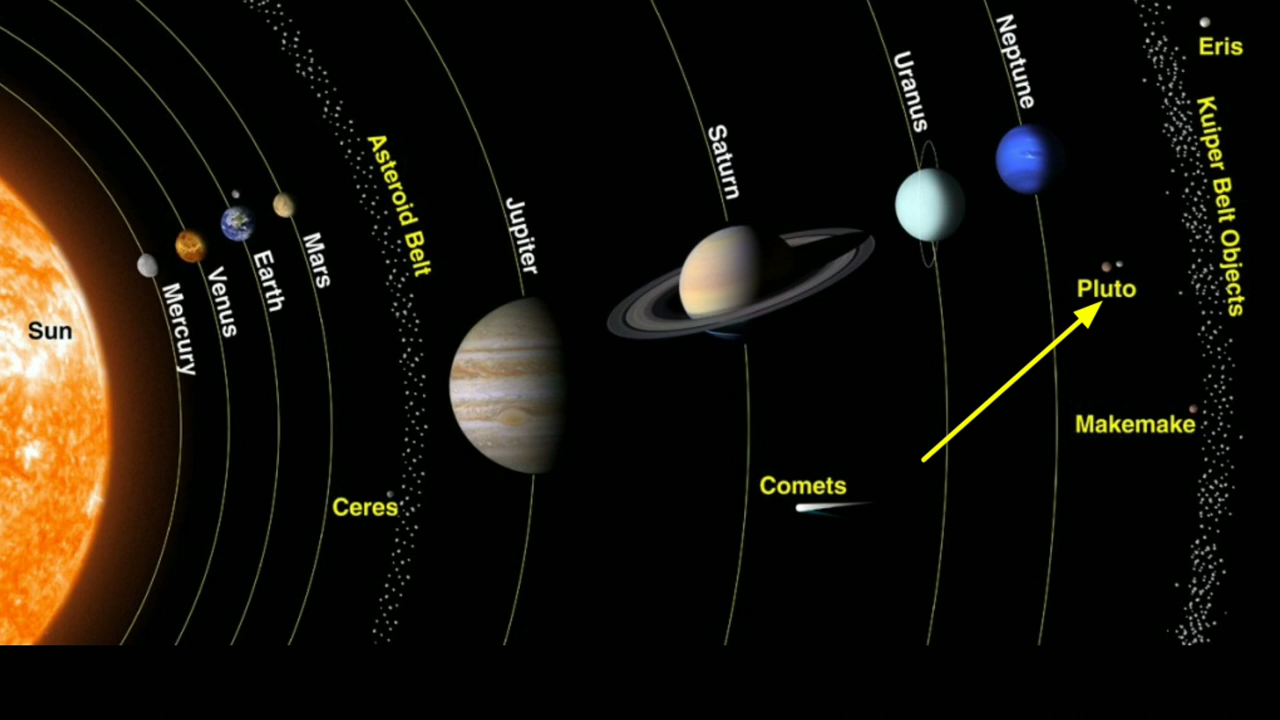 Sun
Mercury
Venus
Earth
Mars
Asteroid Belt
Ceres
Jupiter
Saturn
Comets
Uranus
Neptune
Pluto
Makemake
Eris
Kuiper Belt Objects